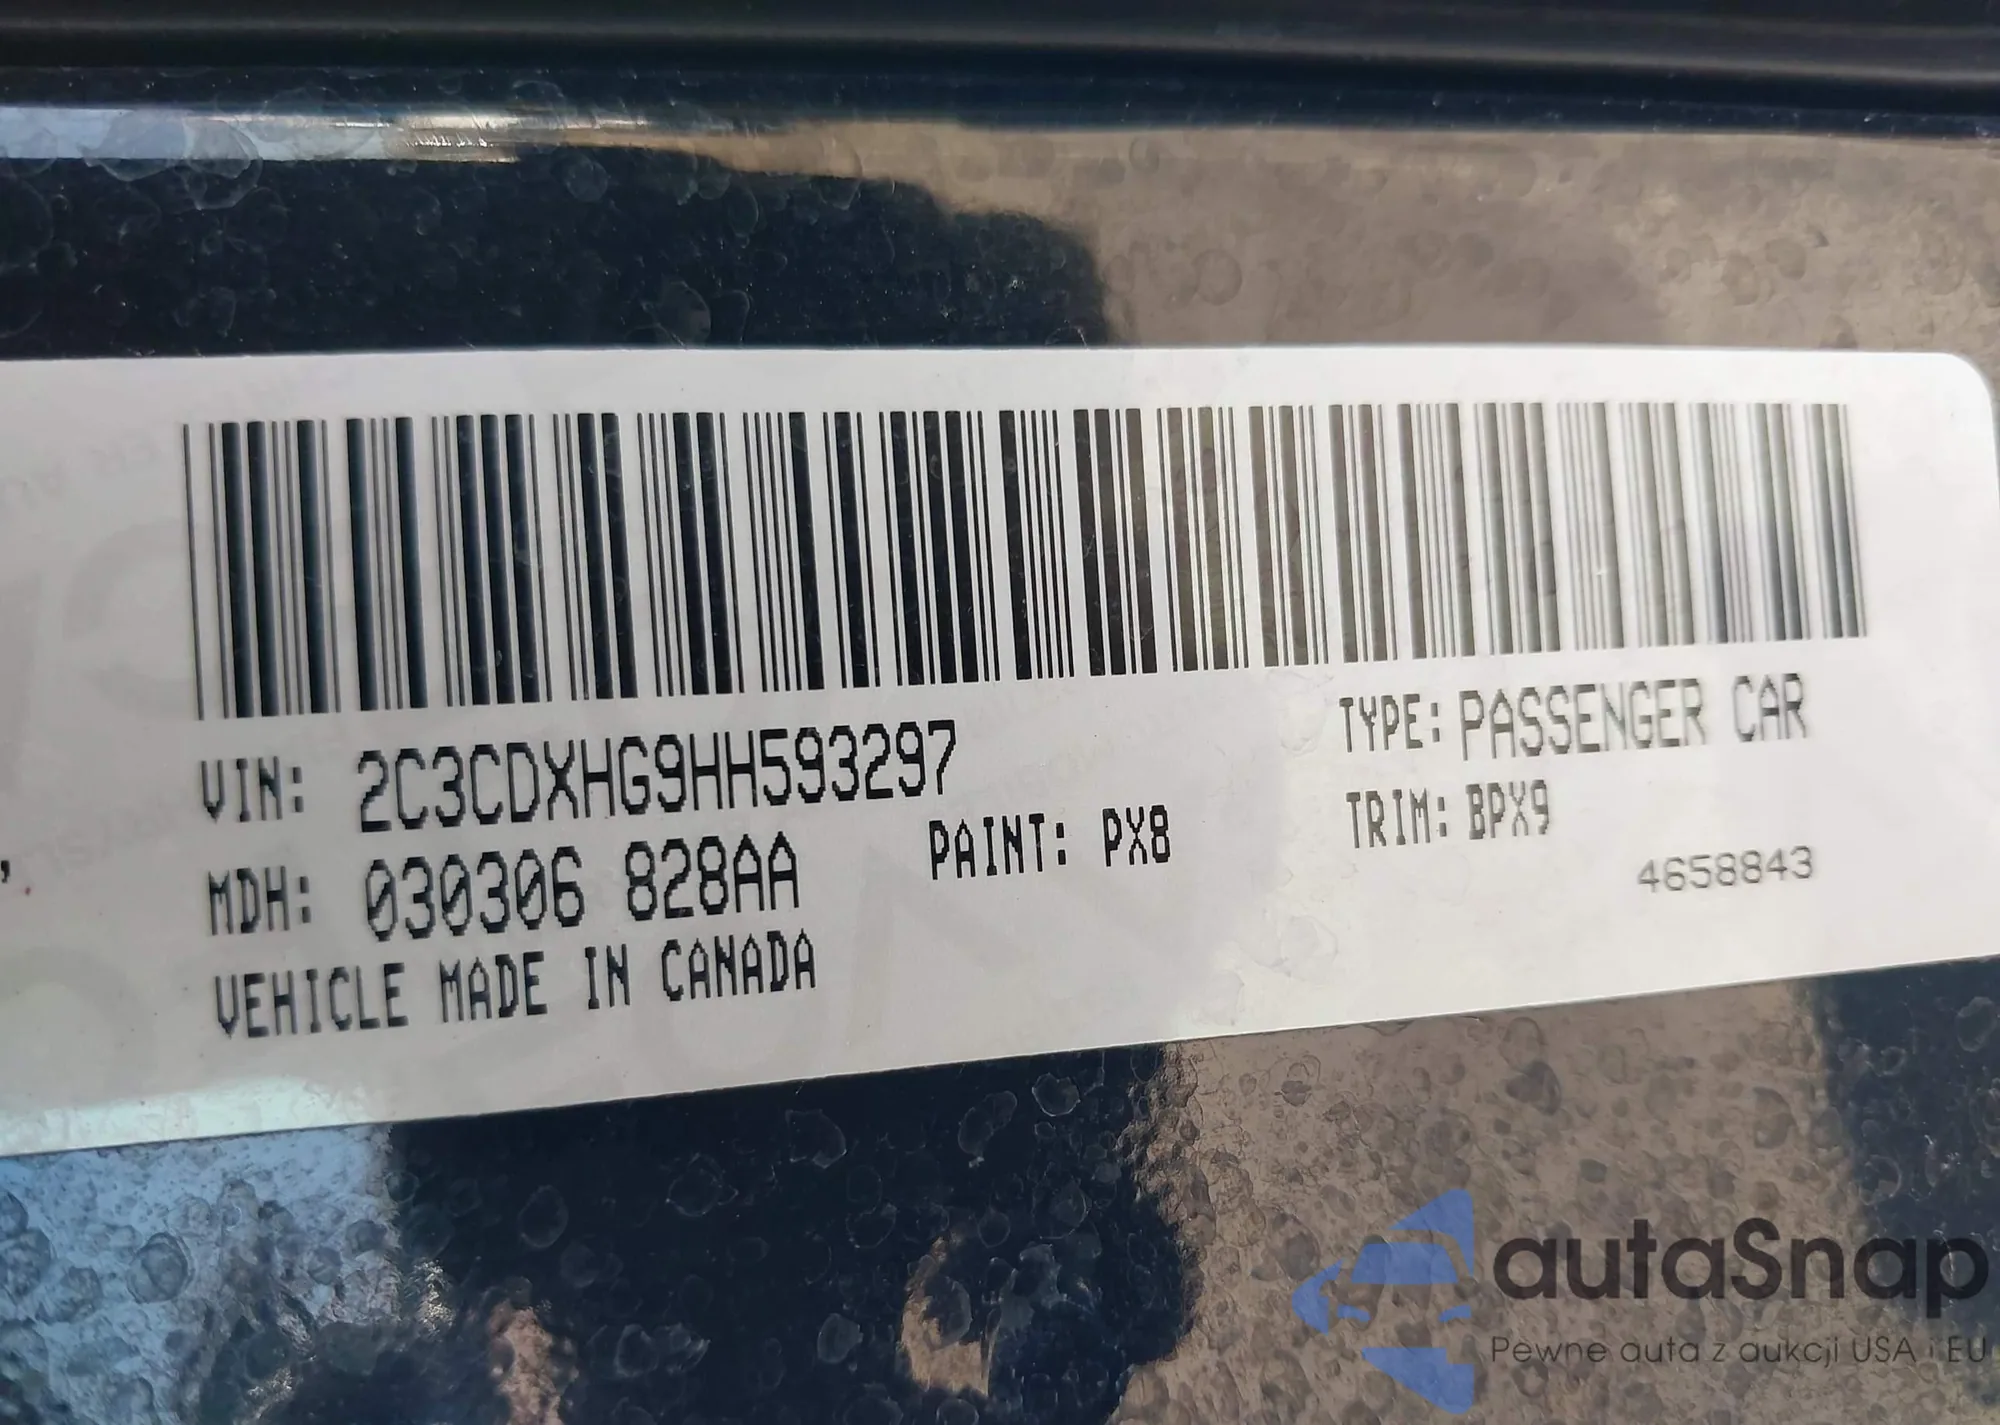 VIN: 2C3CDXHG9HH593297
TYPE: PASSENGER CAR
MDH: 030306 828AA
PAINT: PX8
TRIM: BPX9
4658843
VEHICLE MADE IN CANADA
autaSnap
Pewne auta z aukcji USA i EU